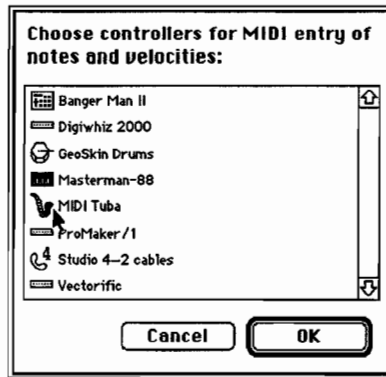 Choose controllers for MIDI entry of
notes and velocities:
Banger Man II
Digiwhiz 2000
GeoSkin Drums
Masterman-88
MIDI Tuba
ProMaker/1
4 Studio 4-2 cables
Vectorific
Cancel OK